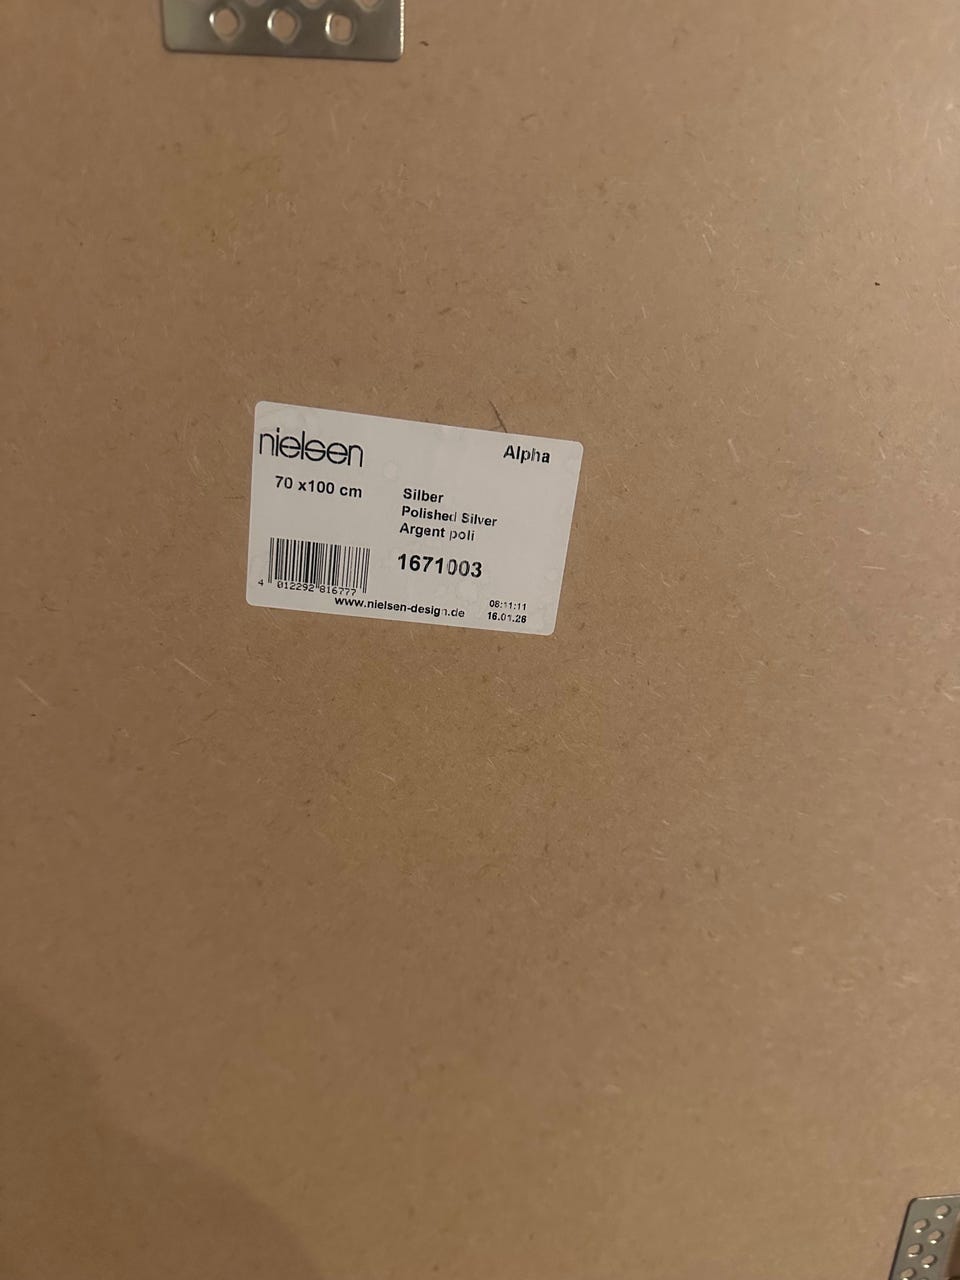 nielsen
Alpha
70 x100 cm
Silber
Polished Silver
Argent poli
1671003
4 012292 816777
www.nielsen-design.de
08:11:11
16.01.26